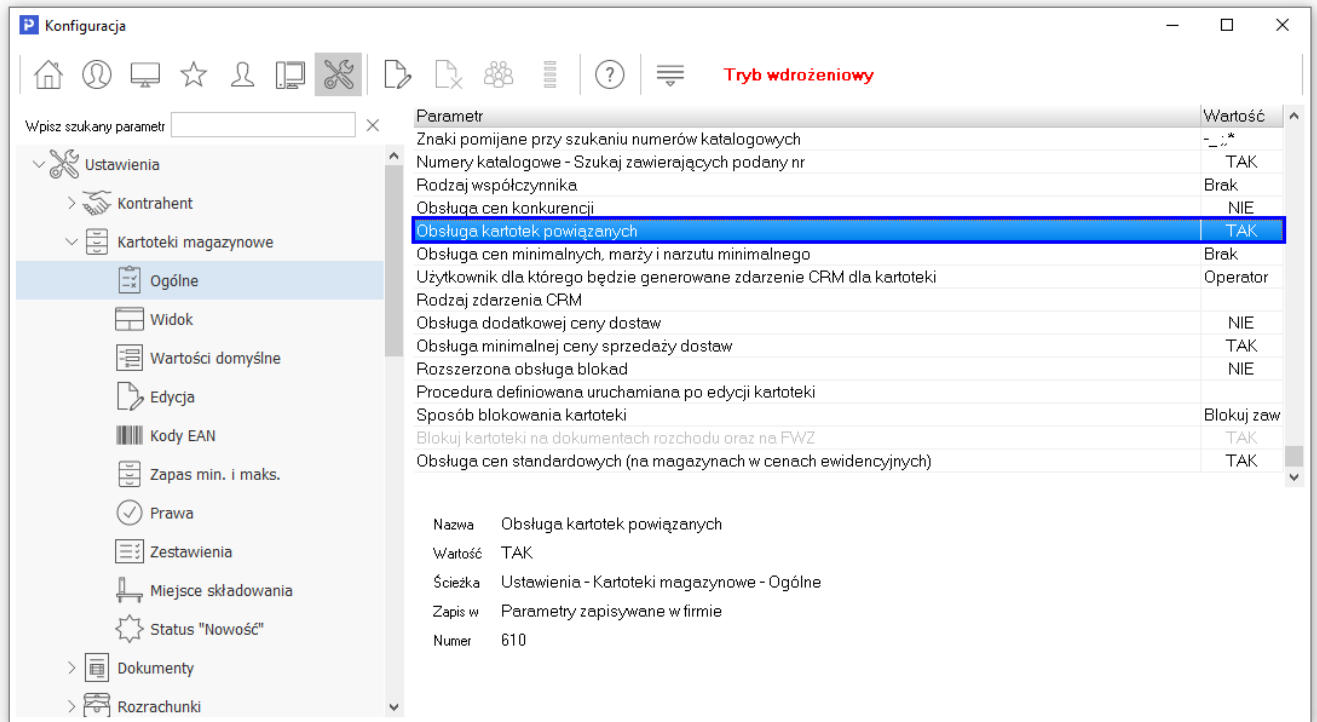 Konfiguracja
Tryb wdrożeniowy
Wpisz szukany parametr
Ustawienia
Kontrahent
Kartoteki magazynowe
Ogólne
Widok
Wartości domyślne
Edycja
Kody EAN
Zapas min. i maks.
Prawa
Zestawienia
Miejsce składowania
Status "Nowość"
Dokumenty
Rozrachunki
Parametr Wartość
Znaki pomijane przy szukaniu numerów katalogowych -_ ;;*
Numery katalogowe - Szukaj zawierających podany nr TAK
Rodzaj współczynnika Brak
Obsługa cen konkurencji NIE
Obsługa kartotek powiązanych TAK
Obsługa cen minimalnych, marży i narzutu minimalnego Brak
Użytkownik dla którego będzie generowane zdarzenie CRM dla kartoteki Operator
Rodzaj zdarzenia CRM
Obsługa dodatkowej ceny dostaw NIE
Obsługa minimalnej ceny sprzedaży dostaw TAK
Rozszerzona obsługa blokad NIE
Procedura definiowana uruchamiana po edycji kartoteki
Sposób blokowania kartoteki Blokuj zaw
Blokuj kartoteki na dokumentach rozchodu oraz na FWZ TAK
Obsługa cen standardowych (na magazynach w cenach ewidencyjnych) TAK
Nazwa Obsługa kartotek powiązanych
Wartość TAK
Ścieżka Ustawienia - Kartoteki magazynowe - Ogólne
Zapis w Parametry zapisywane w firmie
Numer 610